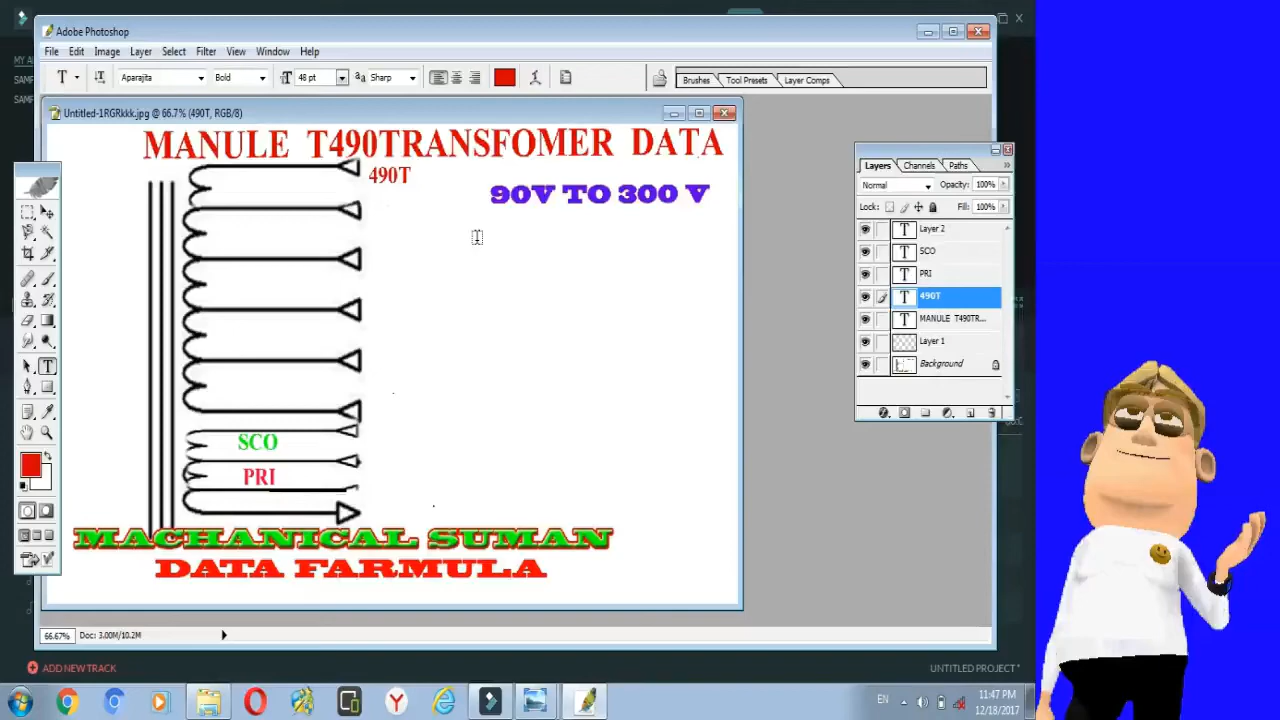 MY A
Adobe Photoshop
File Edit Image Layer Select Filter View Window Help
T Aparajita Bold 48 pt aa Sharp Brushes Tool Presets Layer Comps
SAMP
SAMP
Untitled-1RGRkkk.jpg @ 66.7% (490T, RGB/8)
MANULE T490TRANSFOMER DATA
490T
90V TO 300 V
SCO
PRI
MACHANICAL SUMAN
DATA FARMULA
Layers Channels Paths
Normal Opacity: 100%
Lock: Fill: 100%
T Layer 2
T SCO
T PRI
T 490T
T MANULE T490TR...
Layer 1
Background
66.67% Doc: 3.00M/10.2M
ADD NEW TRACK
UNTITLED PROJECT*
EN
11:47 PM
12/18/2017